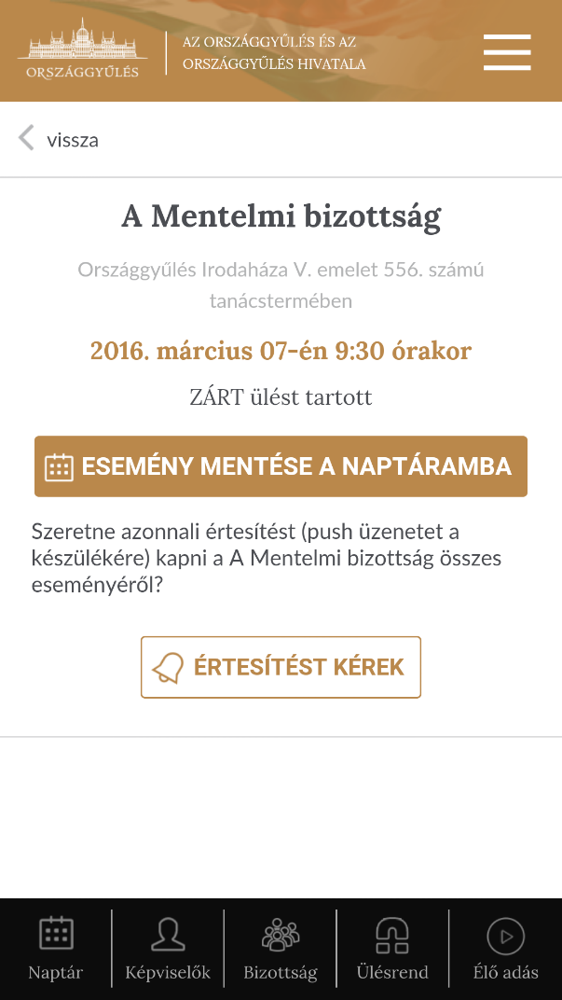 ORSZÁGGYŰLÉS
AZ ORSZÁGGYŰLÉS ÉS AZ
ORSZÁGGYŰLÉS HIVATALA
vissza
A Mentelmi bizottság
Országgyűlés Irodaháza V. emelet 556. számú
tanácstermében
2016. március 07-én 9:30 órakor
ZÁRT ülést tartott
ESEMÉNY MENTÉSE A NAPTÁRAMBA
Szeretne azonnali értesítést (push üzenetet a
készülékére) kapni a A Mentelmi bizottság összes
eseményéről?
ÉRTESÍTÉST KÉREK
Naptár
Képviselők
Bizottság
Ülésrend
Élő adás